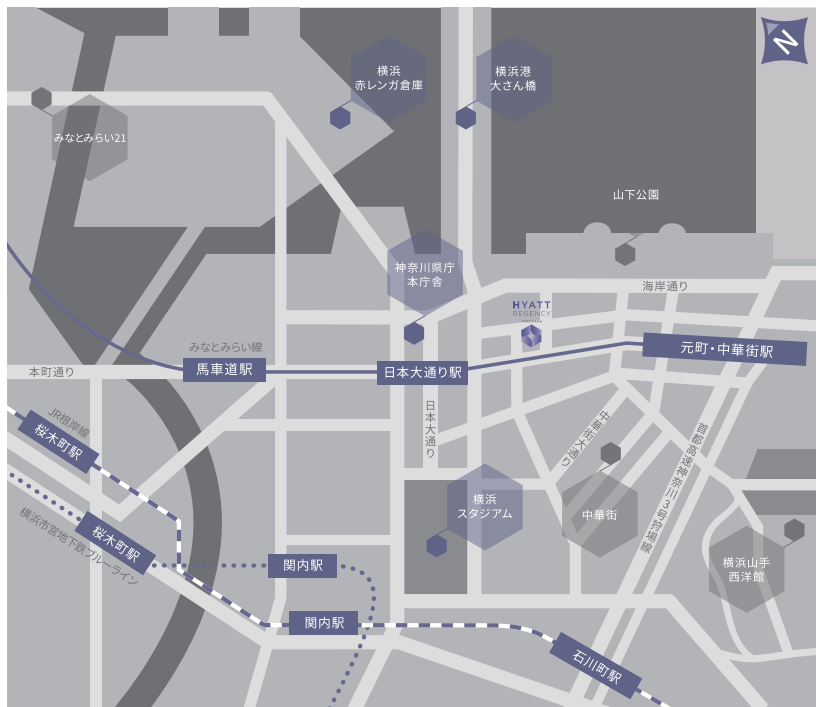 N
横浜
赤レンガ倉庫
横浜港
大さん橋
みなとみらい21
山下公園
神奈川県庁
本庁舎
海岸通り
HYATT
REGENCY
みなとみらい線
馬車道駅
日本大通り駅
元町・中華街駅
本町通り
JR根岸線
桜木町駅
日本大通り
中華街大通り
首都高速神奈川3号狩場線
横浜
スタジアム
中華街
桜木町駅
横浜市営地下鉄ブルーライン
関内駅
横浜山手
西洋館
関内駅
石川町駅